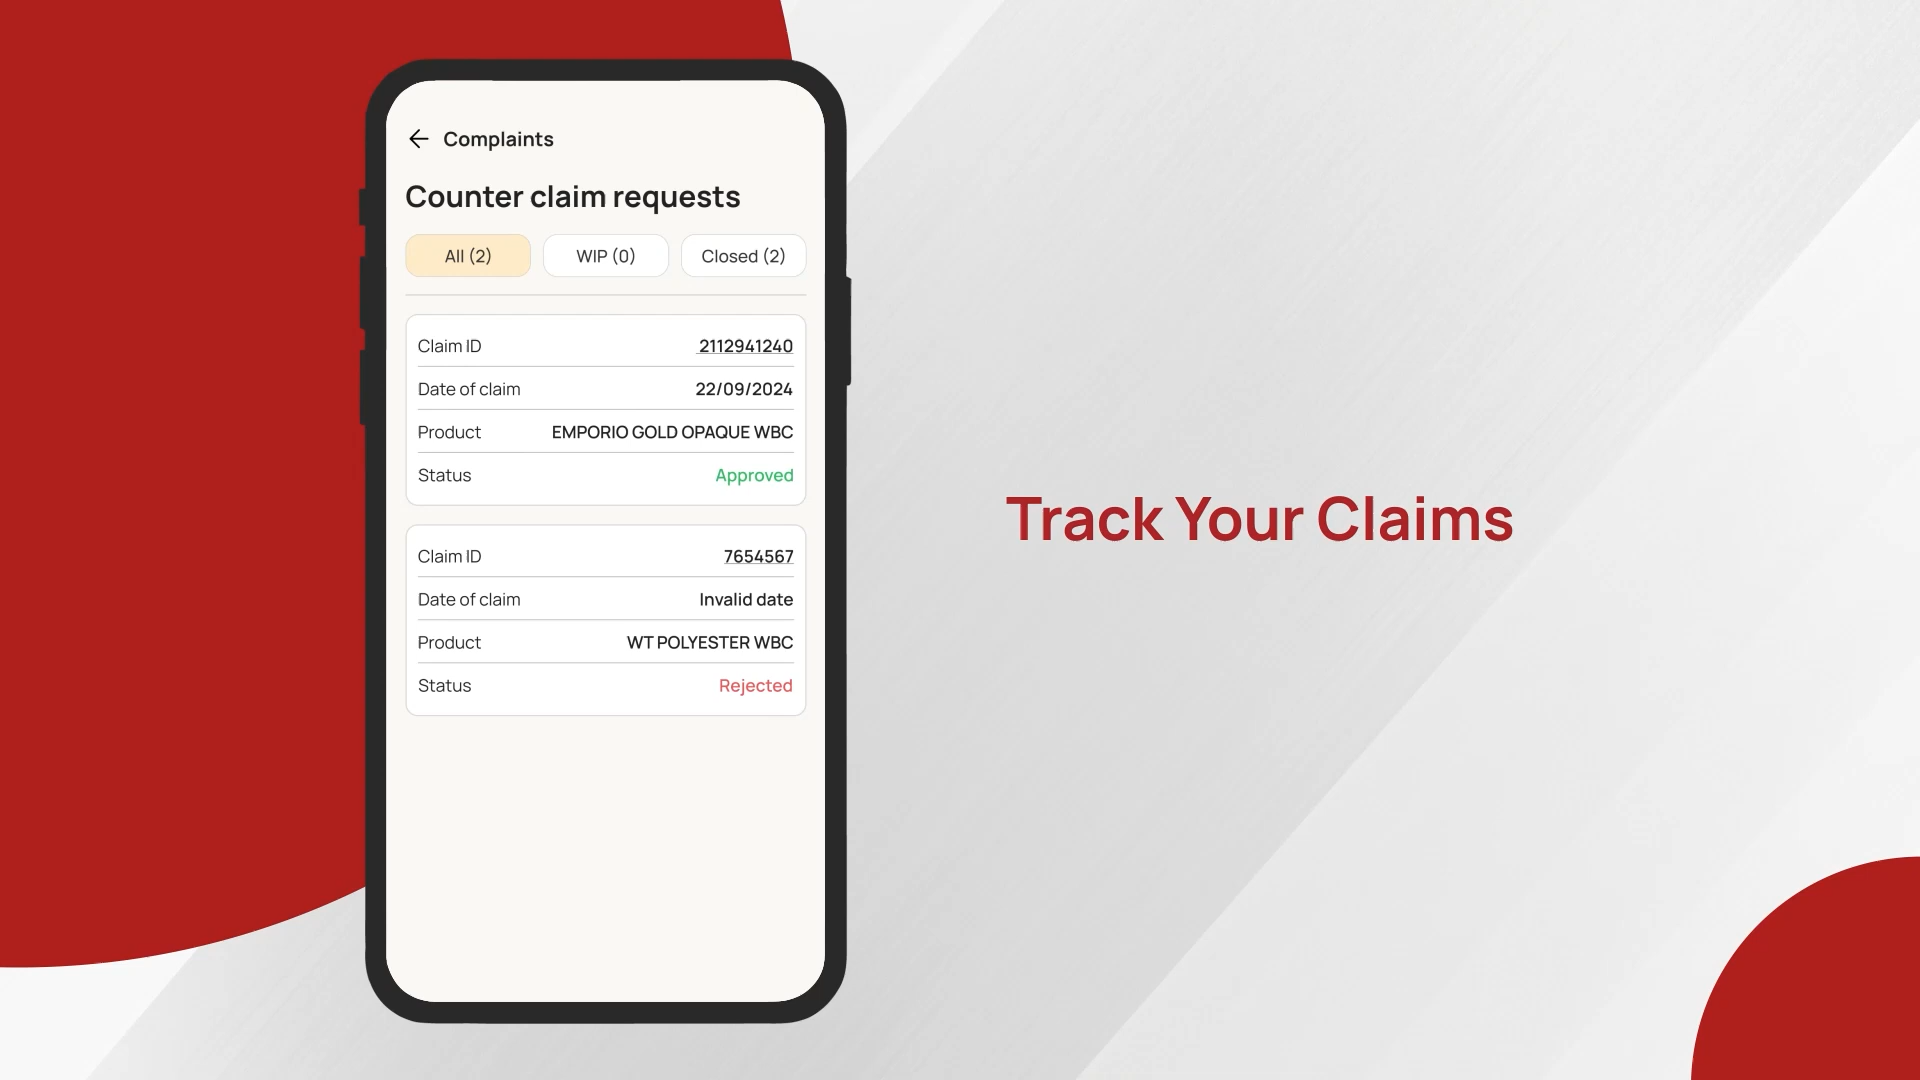 Complaints
Counter claim requests
All (2) WIP (0) Closed (2)
Claim ID 2112941240
Date of claim 22/09/2024
Product EMPORIO GOLD OPAQUE WBC
Status Approved
Claim ID 7654567
Date of claim Invalid date
Product WT POLYESTER WBC
Status Rejected
Track Your Claims